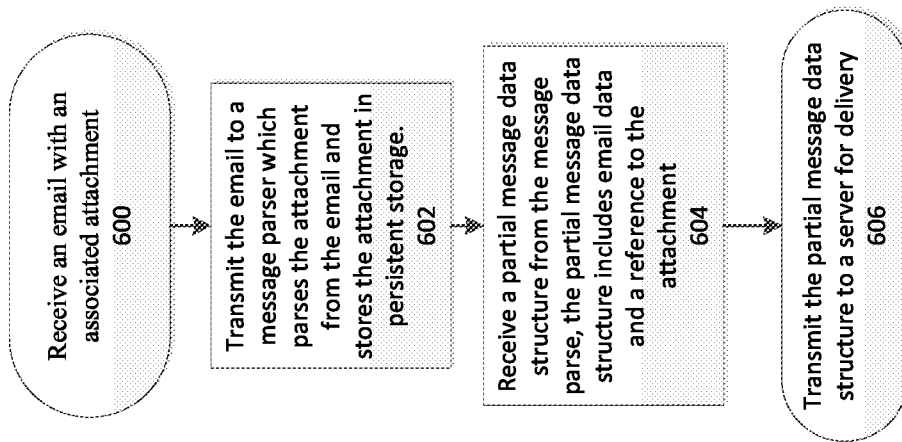 Receive an email with an
associated attachment
600
Transmit the email to a
message parser which
parses the attachment
from the email and
stores the attachment in
persistent storage.
602
Receive a partial message data
structure from the message
parse, the partial message data
structure includes email data
and a reference to the
attachment
604
Transmit the partial message data
structure to a server for delivery
606